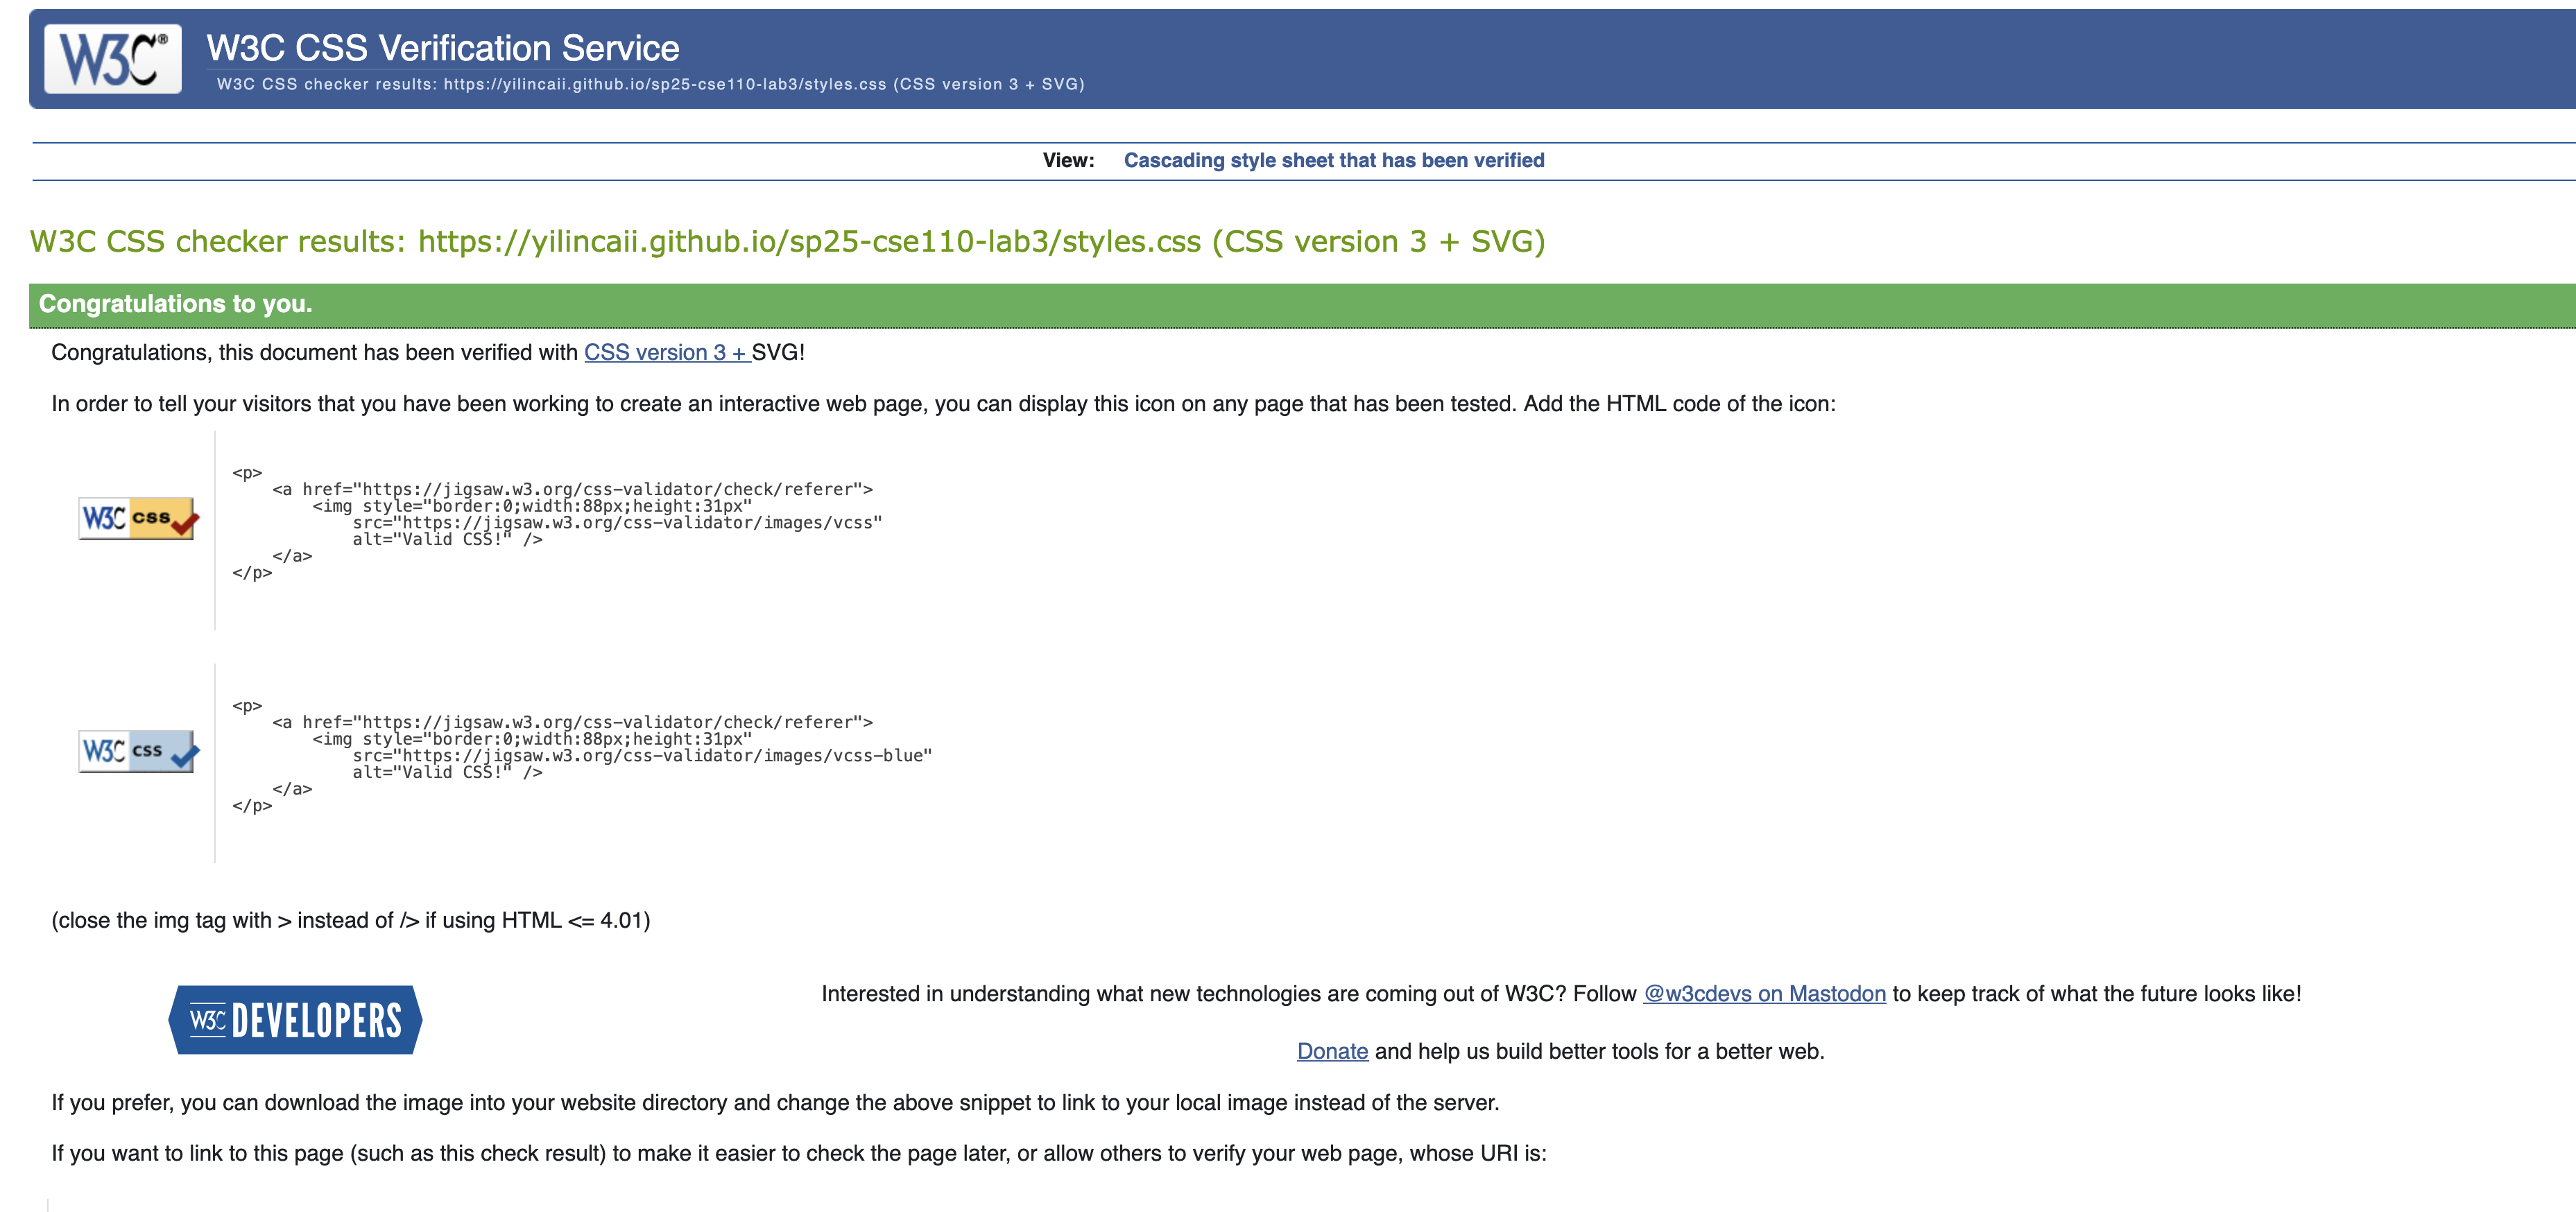 W3C®
W3C CSS Verification Service
W3C CSS checker results: https://yilincaii.github.io/sp25-cse110-lab3/styles.css (CSS version 3 + SVG)
View: Cascading style sheet that has been verified
W3C CSS checker results: https://yilincaii.github.io/sp25-cse110-lab3/styles.css (CSS version 3 + SVG)
Congratulations to you.
Congratulations, this document has been verified with CSS version 3 + SVG!
In order to tell your visitors that you have been working to create an interactive web page, you can display this icon on any page that has been tested. Add the HTML code of the icon:
W3C css
<p>
<a href="https://jigsaw.w3.org/css-validator/check/referer">
<img style="border:0;width:88px;height:31px"
src="https://jigsaw.w3.org/css-validator/images/vcss"
alt="Valid CSS!" />
</a>
</p>
W3C css
<p>
<a href="https://jigsaw.w3.org/css-validator/check/referer">
<img style="border:0;width:88px;height:31px"
src="https://jigsaw.w3.org/css-validator/images/vcss-blue"
alt="Valid CSS!" />
</a>
</p>
(close the img tag with > instead of /> if using HTML <= 4.01)
W3C DEVELOPERS
Interested in understanding what new technologies are coming out of W3C? Follow @w3cdevs on Mastodon to keep track of what the future looks like!
Donate and help us build better tools for a better web.
If you prefer, you can download the image into your website directory and change the above snippet to link to your local image instead of the server.
If you want to link to this page (such as this check result) to make it easier to check the page later, or allow others to verify your web page, whose URI is: